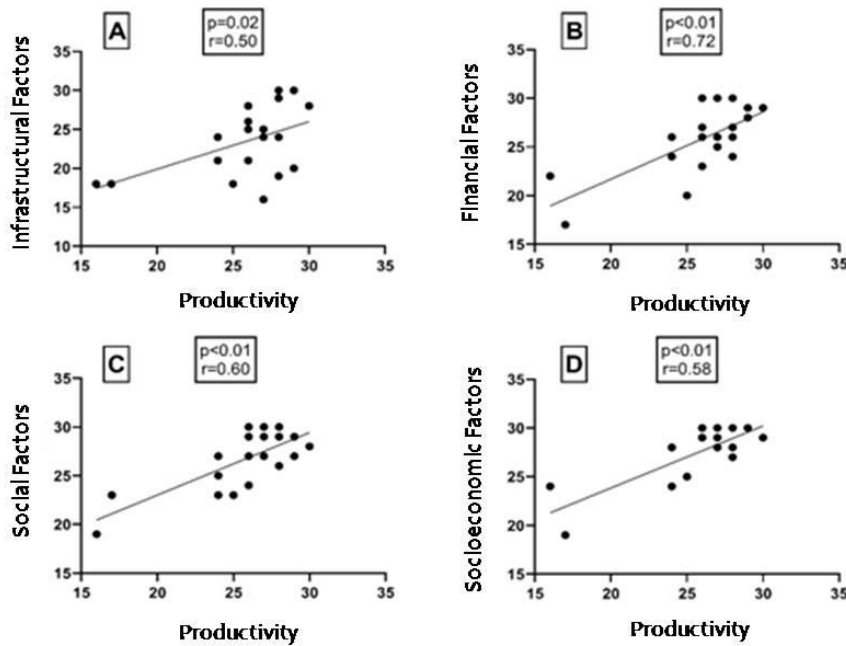 A
p=0.02
r=0.50
35
30
25
20
15
10
Infrastructural Factors
15 20 25 30 35
Productivity
B
p<0.01
r=0.72
35
30
25
20
15
Financial Factors
15 20 25 30 35
Productivity
C
p<0.01
r=0.60
35
30
25
20
15
Social Factors
15 20 25 30 35
Productivity
D
p<0.01
r=0.58
35
30
25
20
15
Socloeconomic Factors
15 20 25 30 35
Productivity